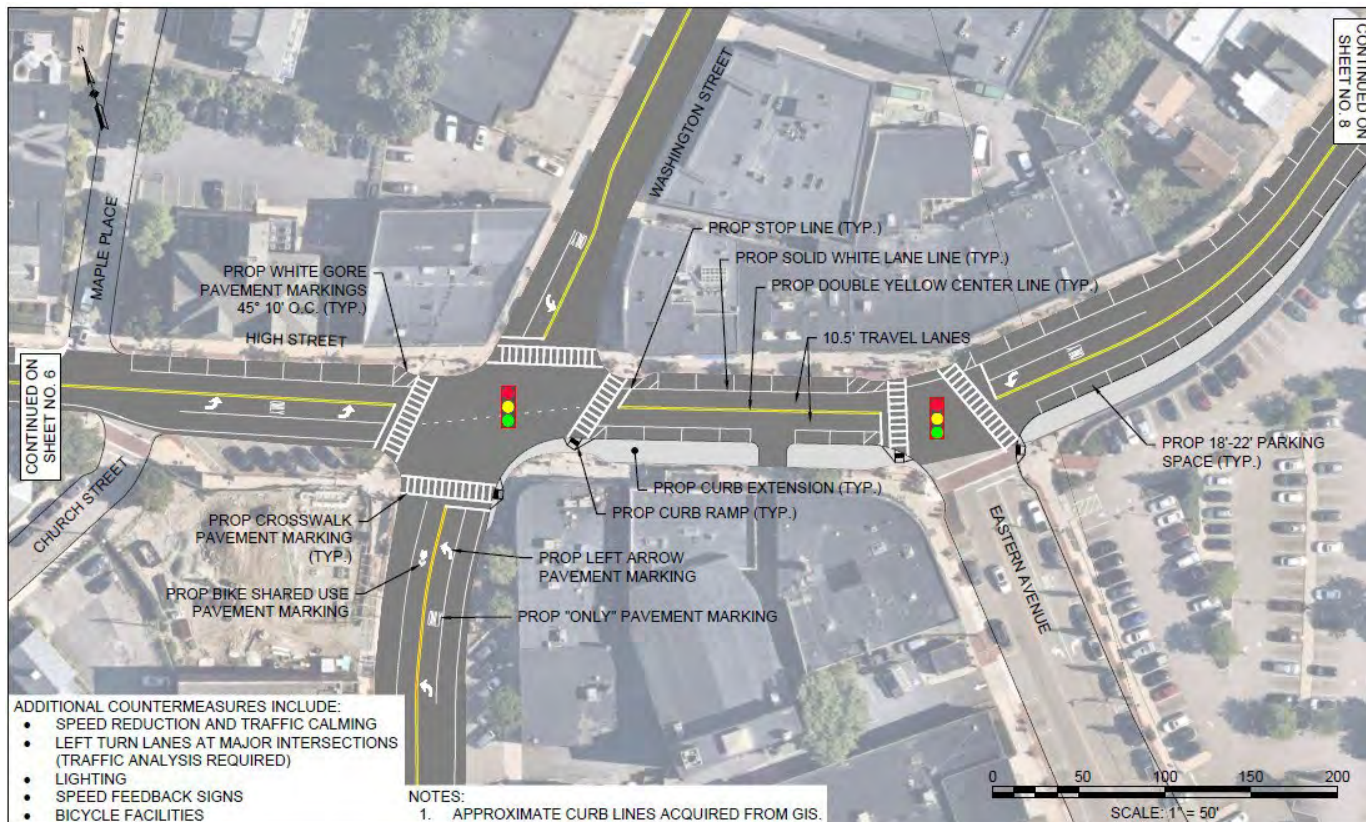 CONTINUED ON
SHEET NO. 8
N
WASHINGTON STREET
MAPLE PLACE
PROP STOP LINE (TYP.)
PROP SOLID WHITE LANE LINE (TYP.)
PROP WHITE GORE
PAVEMENT MARKINGS
45° 10' O.C. (TYP.)
PROP DOUBLE YELLOW CENTER LINE (TYP.)
HIGH STREET
10.5' TRAVEL LANES
CONTINUED ON
SHEET NO. 6
ONLY
PROP 18'-22' PARKING
SPACE (TYP.)
CHURCH STREET
PROP CURB EXTENSION (TYP.)
PROP CURB RAMP (TYP.)
PROP CROSSWALK
PAVEMENT MARKING
(TYP.)
EASTERN AVENUE
PROP LEFT ARROW
PAVEMENT MARKING
PROP BIKE SHARED USE
PAVEMENT MARKING
PROP "ONLY" PAVEMENT MARKING
ADDITIONAL COUNTERMEASURES INCLUDE:
• SPEED REDUCTION AND TRAFFIC CALMING
• LEFT TURN LANES AT MAJOR INTERSECTIONS
(TRAFFIC ANALYSIS REQUIRED)
• LIGHTING
• SPEED FEEDBACK SIGNS
• BICYCLE FACILITIES
NOTES:
1. APPROXIMATE CURB LINES ACQUIRED FROM GIS.
0 50 100 150 200
SCALE: 1" = 50'